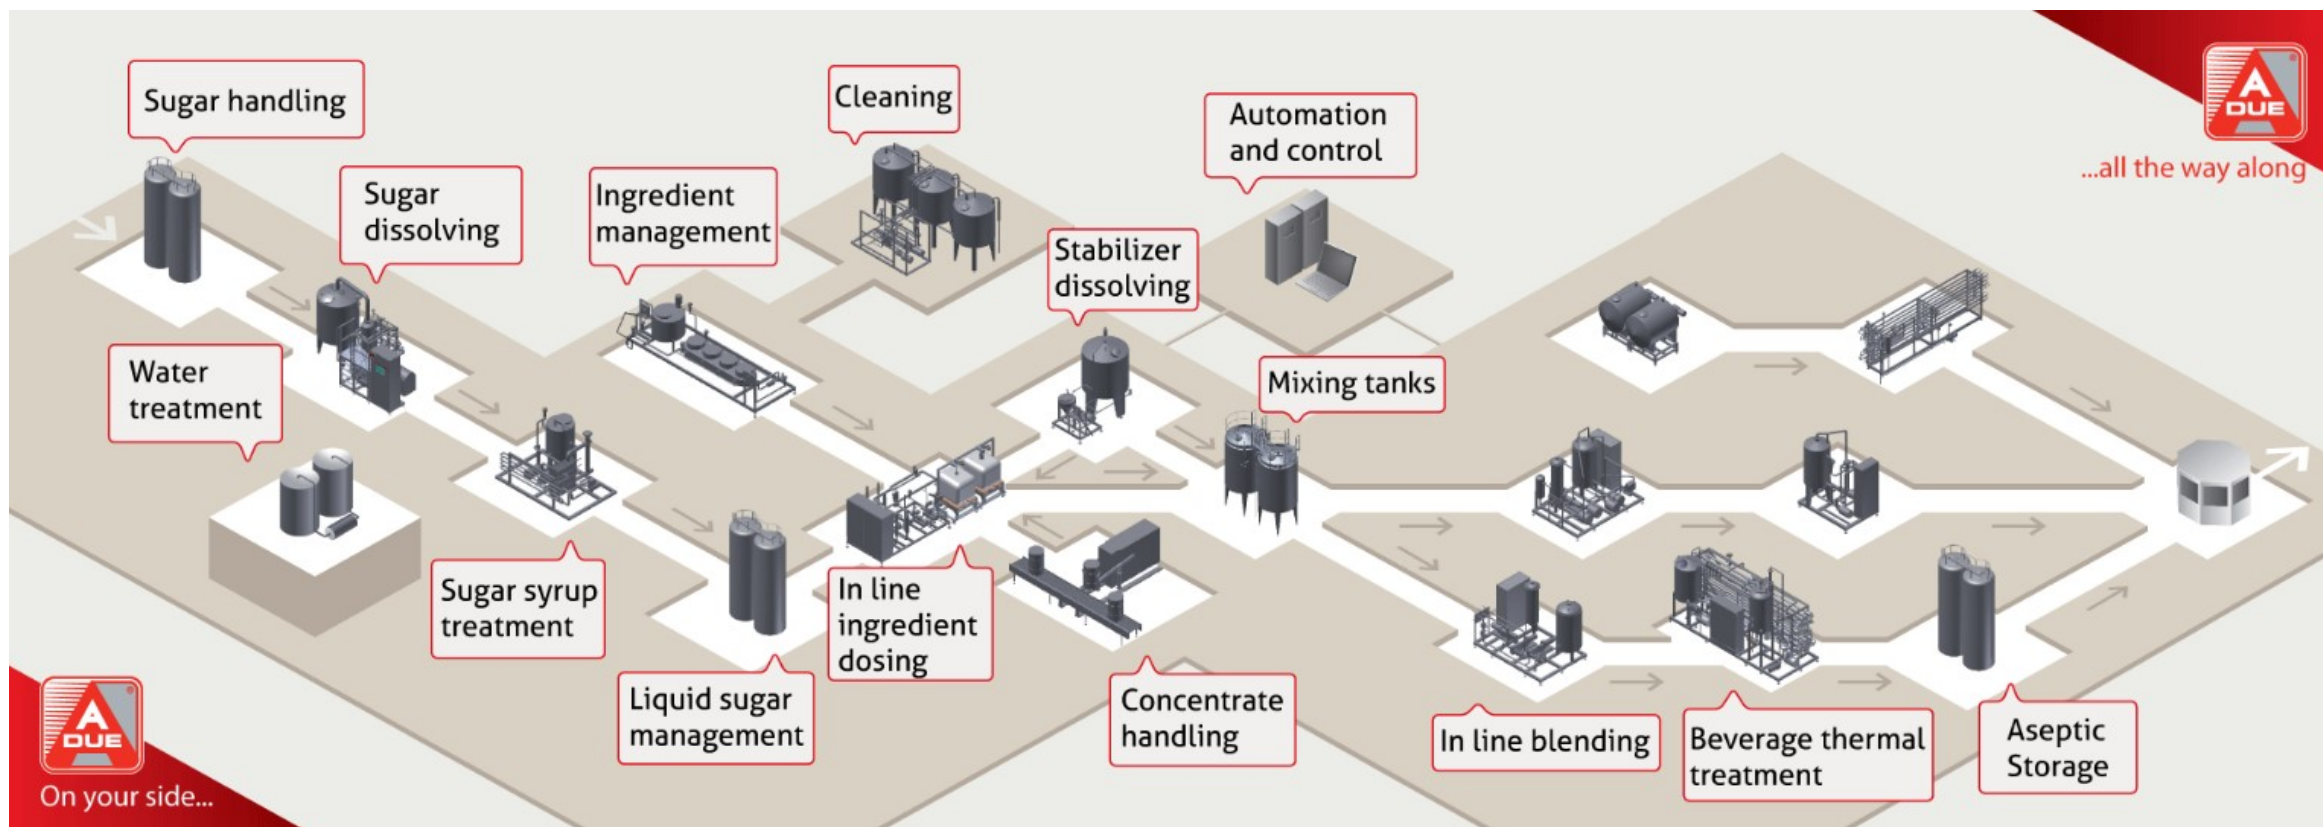 Sugar handling
Cleaning
Automation
and control
A
DUE
...all the way along
Sugar
dissolving
Ingredient
management
Stabilizer
dissolving
Water
treatment
Mixing tanks
Sugar syrup
treatment
In line
ingredient
dosing
Liquid sugar
management
Concentrate
handling
In line blending
Beverage thermal
treatment
Aseptic
Storage
A
DUE
On your side...